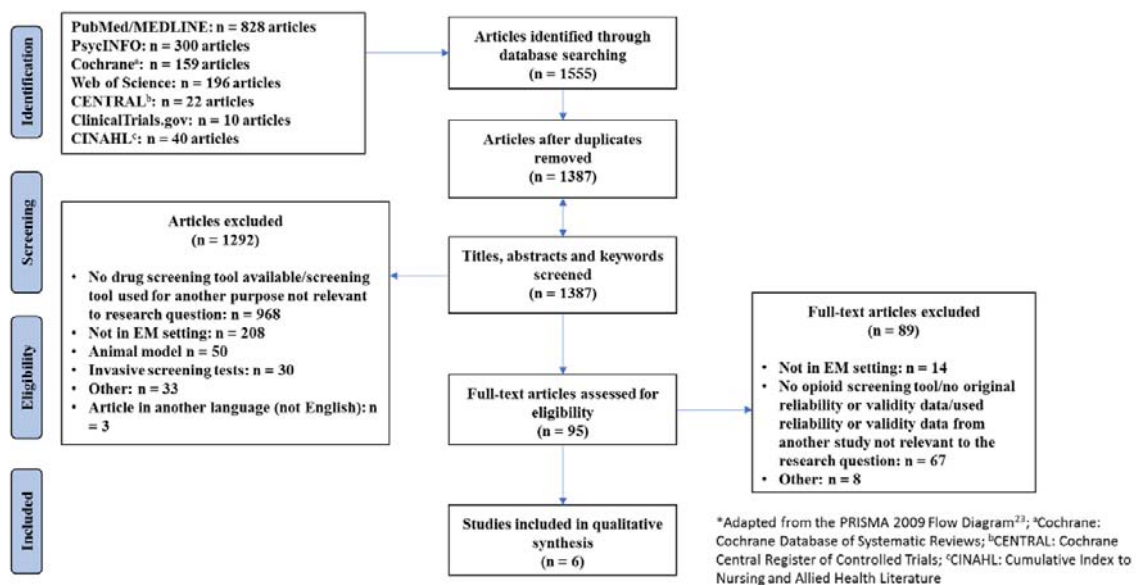 Identification
PubMed/MEDLINE: n = 828 articles
PsycINFO: n = 300 articles
Cochraneᵃ: n = 159 articles
Web of Science: n = 196 articles
CENTRALᵇ: n = 22 articles
ClinicalTrials.gov: n = 10 articles
CINAHLᶜ: n = 40 articles
Articles identified through
database searching
(n = 1555)
Articles after duplicates
removed
(n = 1387)
Screening
Articles excluded
(n = 1292)
• No drug screening tool available/screening
tool used for another purpose not relevant
to research question: n = 968
• Not in EM setting: n = 208
• Animal model n = 50
• Invasive screening tests: n = 30
• Other: n = 33
• Article in another language (not English): n
= 3
Titles, abstracts and keywords
screened
(n = 1387)
Eligibility
Full-text articles assessed for
eligibility
(n = 95)
Full-text articles excluded
(n = 89)
• Not in EM setting: n = 14
• No opioid screening tool/no original
reliability or validity data/used
reliability or validity data from
another study not relevant to the
research question: n = 67
• Other: n = 8
Included
Studies included in qualitative
synthesis
(n = 6)
*Adapted from the PRISMA 2009 Flow Diagram²³; ᵃCochrane:
Cochrane Database of Systematic Reviews; ᵇCENTRAL: Cochrane
Central Register of Controlled Trials; ᶜCINAHL: Cumulative Index to
Nursing and Allied Health Literature